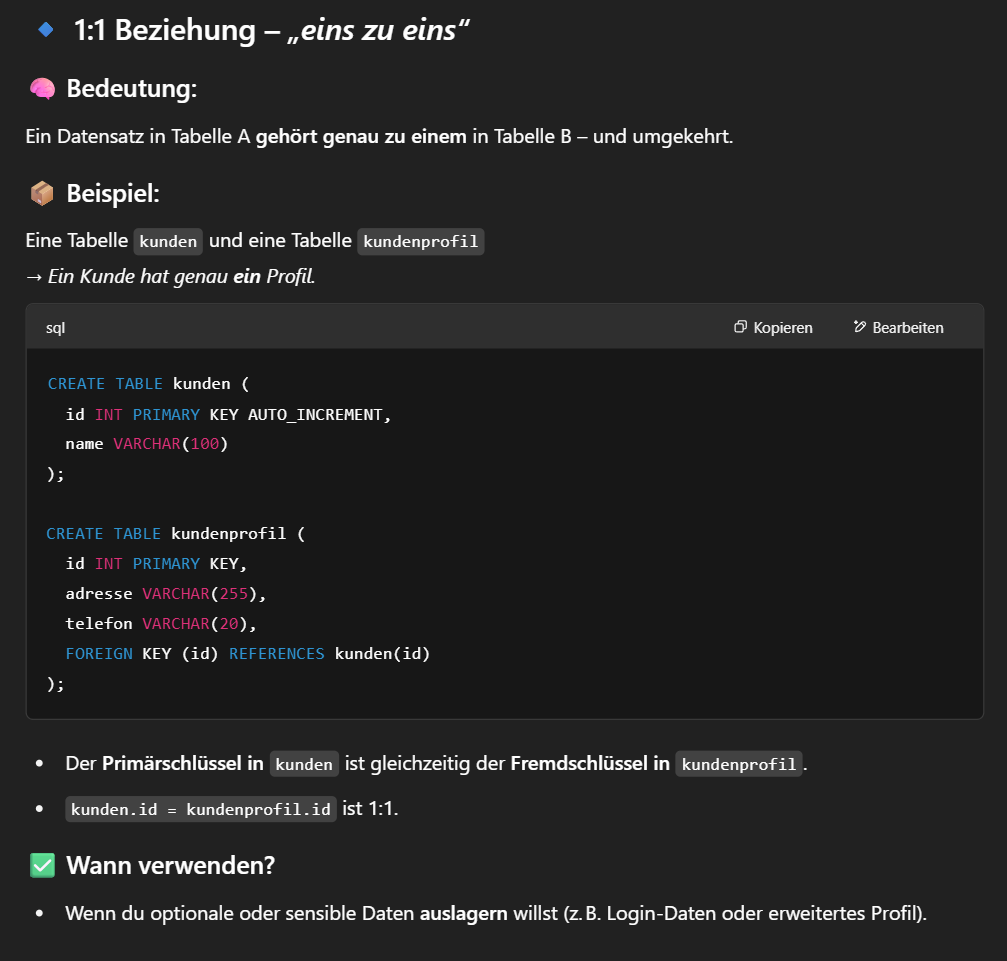 1:1 Beziehung – „eins zu eins“
Bedeutung:
Ein Datensatz in Tabelle A gehört genau zu einem in Tabelle B – und umgekehrt.
Beispiel:
Eine Tabelle kunden und eine Tabelle kundenprofil
→ Ein Kunde hat genau ein Profil.
sql Kopieren Bearbeiten
CREATE TABLE kunden (
  id INT PRIMARY KEY AUTO_INCREMENT,
  name VARCHAR(100)
);
CREATE TABLE kundenprofil (
  id INT PRIMARY KEY,
  adresse VARCHAR(255),
  telefon VARCHAR(20),
  FOREIGN KEY (id) REFERENCES kunden(id)
);
• Der Primärschlüssel in kunden ist gleichzeitig der Fremdschlüssel in kundenprofil.
• kunden.id = kundenprofil.id ist 1:1.
Wann verwenden?
• Wenn du optionale oder sensible Daten auslagern willst (z. B. Login-Daten oder erweitertes Profil).